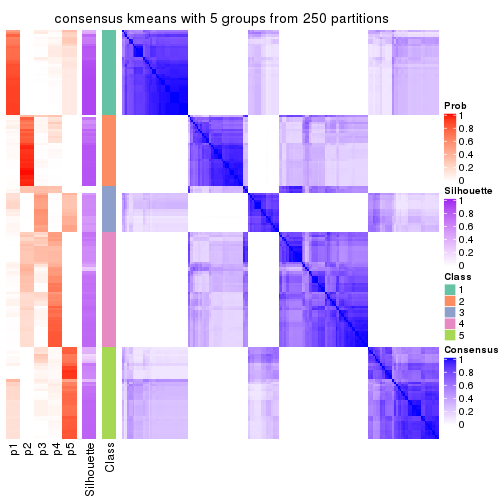 consensus kmeans with 5 groups from 250 partitions
Prob
1
0.8
0.6
0.4
0.2
0
Silhouette
1
0.8
0.6
0.4
0.2
0
Class
1
2
3
4
5
Consensus
1
0.8
0.6
0.4
0.2
0
p1
p2
p3
p4
p5
Silhouette
Class